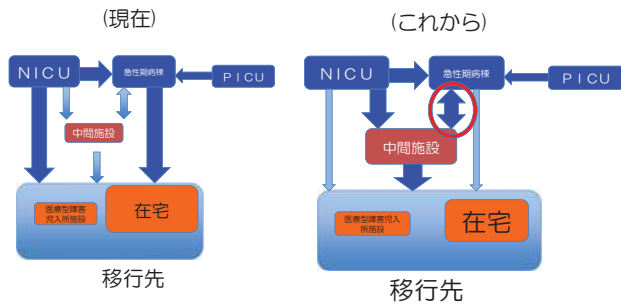 (現在)
NICU
急性期病棟
PICU
中間施設
医療型障害
児入所施設
在宅
移行先
(これから)
NICU
急性期病棟
PICU
中間施設
医療型障害児入
所施設
在宅
移行先